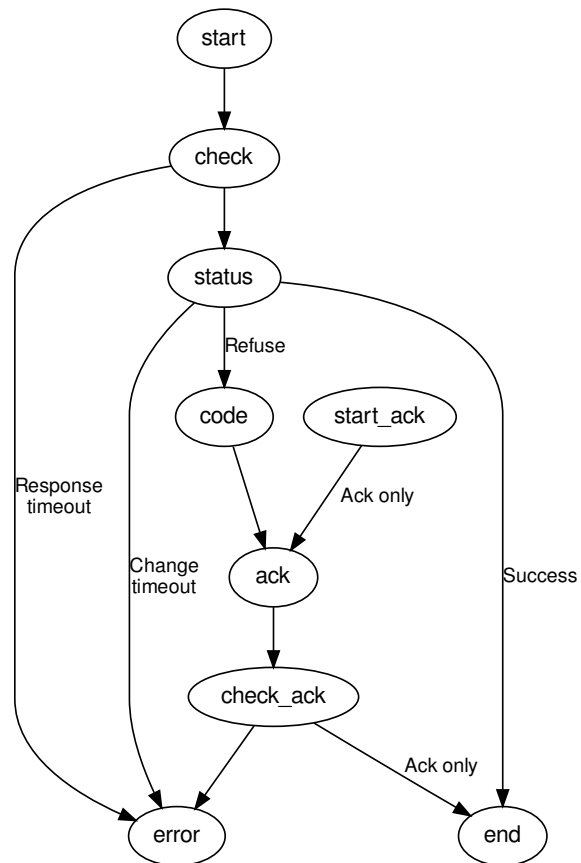 start
check
status
Refuse
code
start_ack
Response
timeout
Ack only
Change
timeout
ack
Success
check_ack
Ack only
error
end